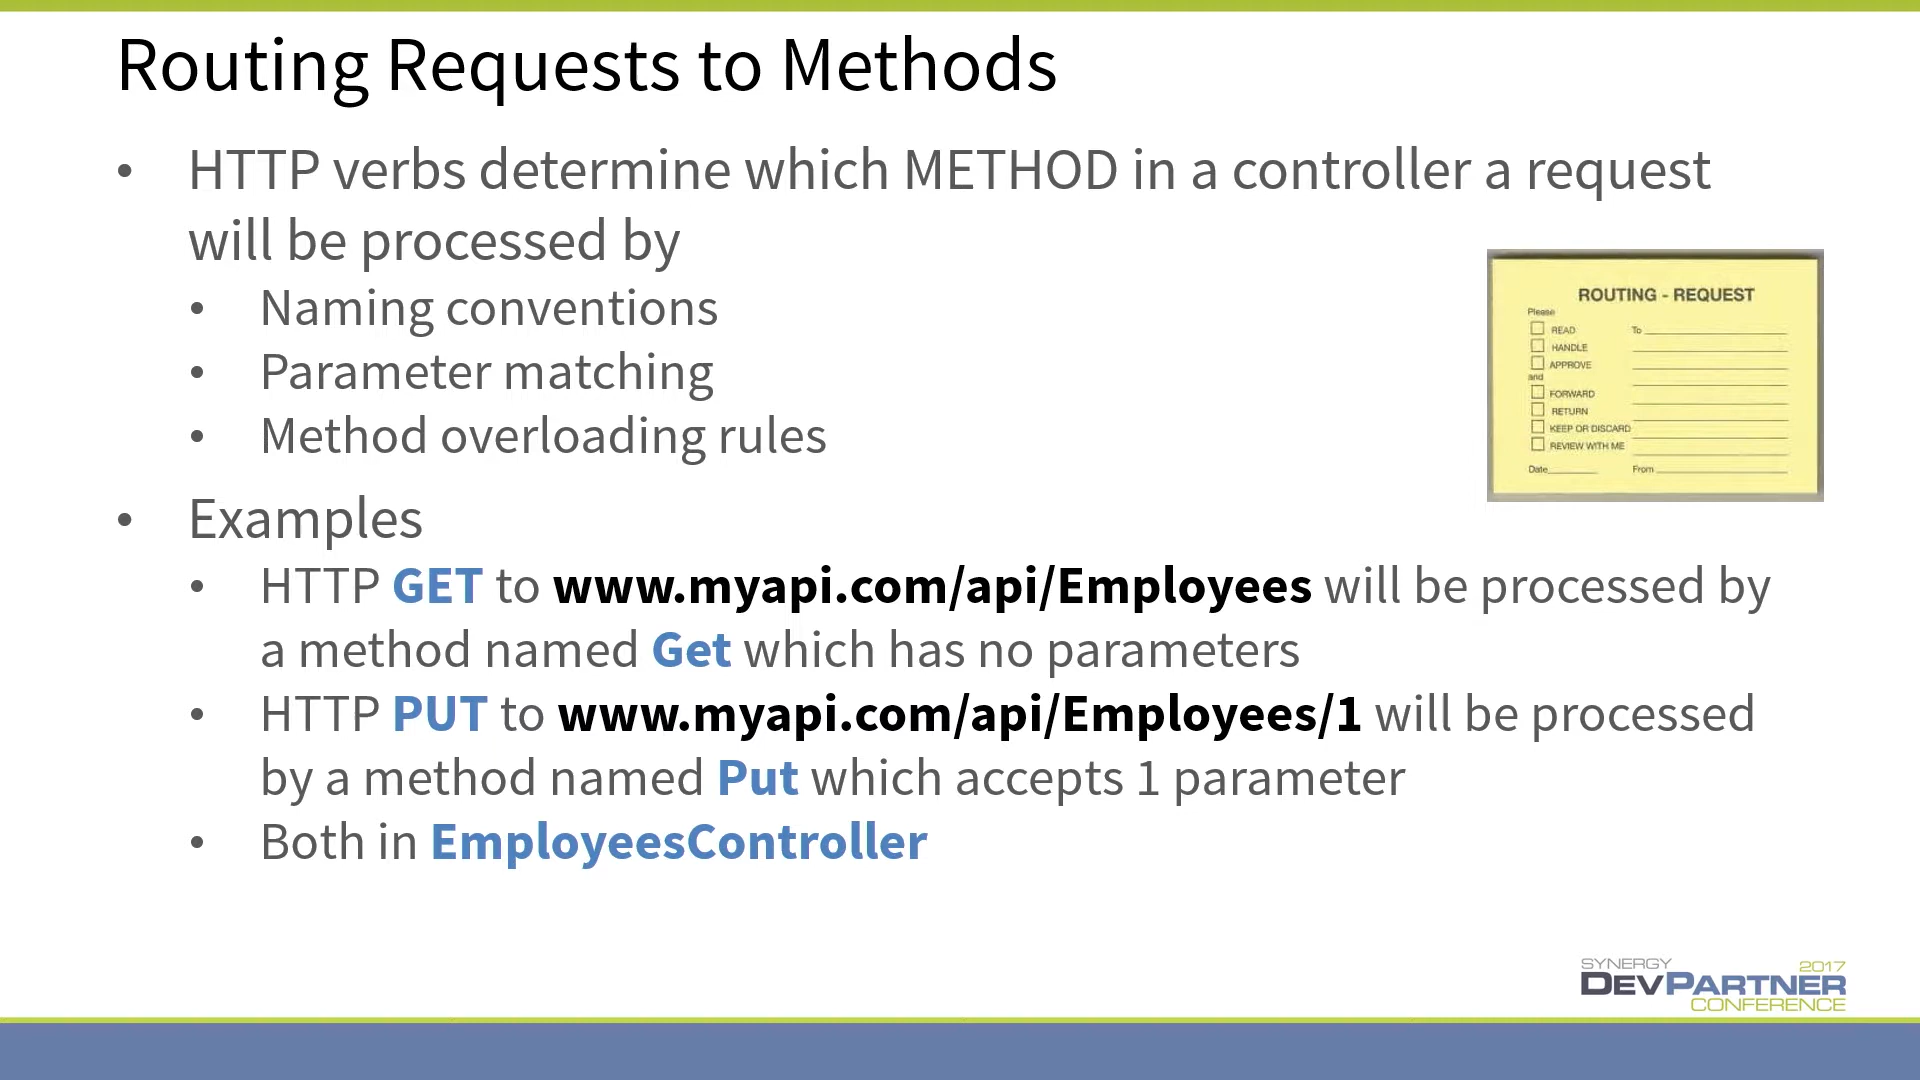 Routing Requests to Methods
• HTTP verbs determine which METHOD in a controller a request
will be processed by
• Naming conventions
• Parameter matching
• Method overloading rules
• Examples
• HTTP GET to www.myapi.com/api/Employees will be processed by
a method named Get which has no parameters
• HTTP PUT to www.myapi.com/api/Employees/1 will be processed
by a method named Put which accepts 1 parameter
• Both in EmployeesController
ROUTING - REQUEST
Please
READ To
HANDLE
APPROVE
and
FORWARD
RETURN
KEEP OR DISCARD
REVIEW WITH ME
Date From
SYNERGY 2017
DEVPARTNER
CONFERENCE